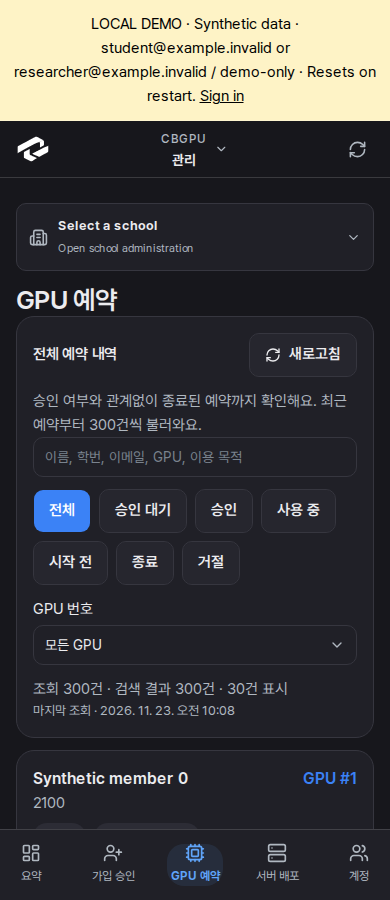 LOCAL DEMO · Synthetic data ·
student@example.invalid or
researcher@example.invalid / demo-only · Resets on
restart. Sign in
CBGPU
관리
Select a school
Open school administration
GPU 예약
전체 예약 내역
새로고침
승인 여부와 관계없이 종료된 예약까지 확인해요. 최근
예약부터 300건씩 불러와요.
이름, 학번, 이메일, GPU, 이용 목적
전체 승인 대기 승인 사용 중
시작 전 종료 거절
GPU 번호
모든 GPU
조회 300건 · 검색 결과 300건 · 30건 표시
마지막 조회 · 2026. 11. 23. 오전 10:08
Synthetic member 0 GPU #1
2100
요약 가입 승인 GPU 예약 서버 배포 계정